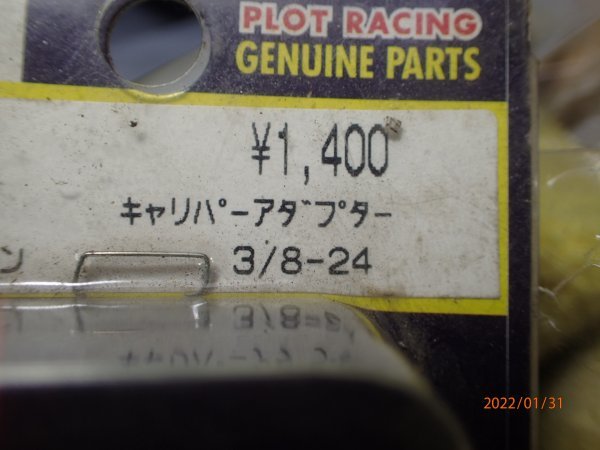 PLOT RACING
GENUINE PARTS
¥1,400
キャリパーアダプター
ン 3/8-24
2022/01/31